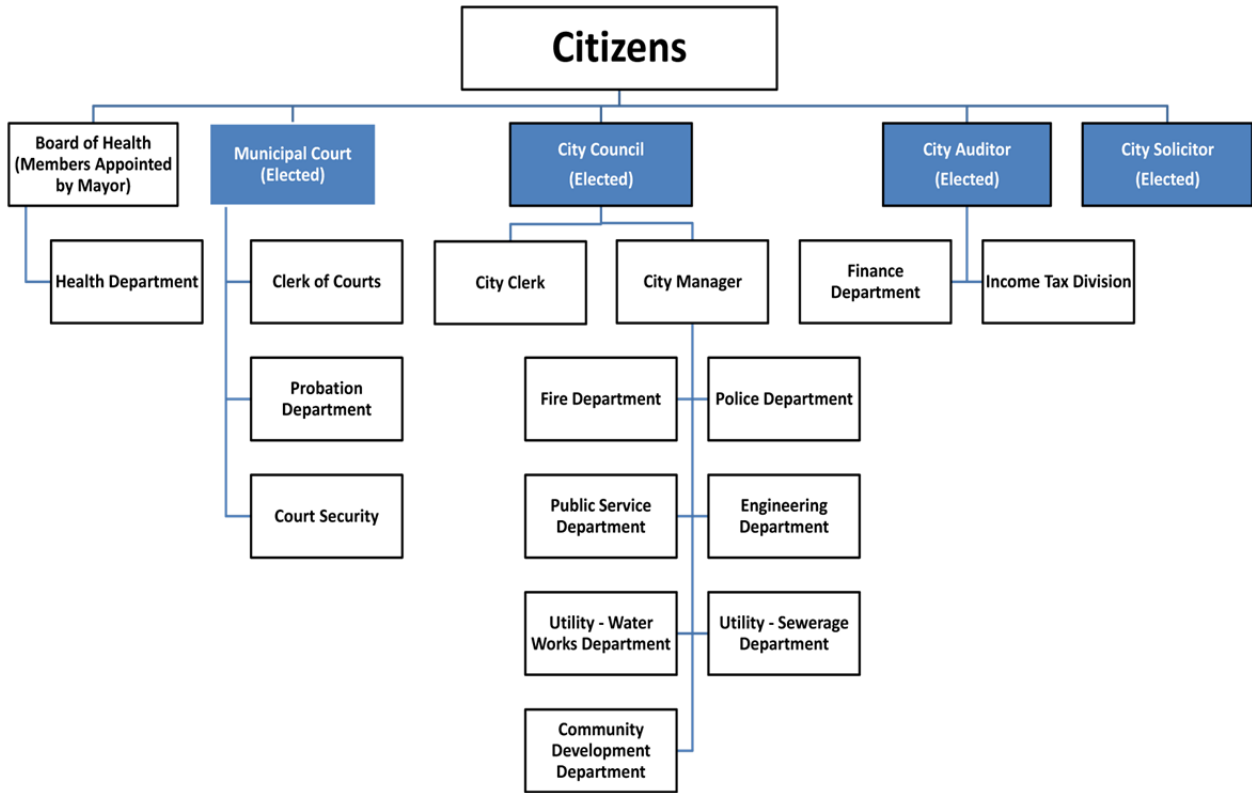 Citizens
Board of Health
(Members Appointed
by Mayor)
Municipal Court
(Elected)
City Council
(Elected)
City Auditor
(Elected)
City Solicitor
(Elected)
Health Department
Clerk of Courts
City Clerk
City Manager
Finance
Department
Income Tax Division
Probation
Department
Fire Department
Police Department
Court Security
Public Service
Department
Engineering
Department
Utility - Water
Works Department
Utility - Sewerage
Department
Community
Development
Department